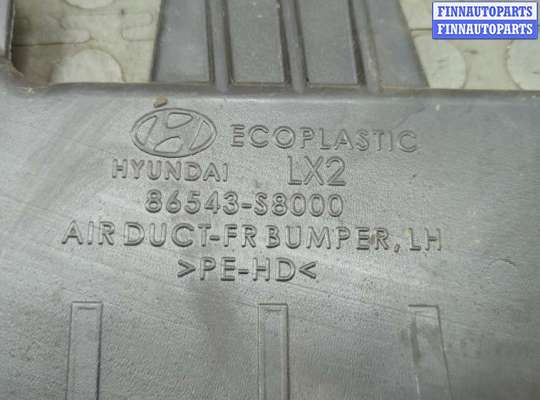 FINNAUTOPARTS
FINNAUTOPARTS
ECOPLASTIC
HYUNDAI LX2
86543-S8000
AIR DUCT-FR BUMPER, LH
>PE-HD<